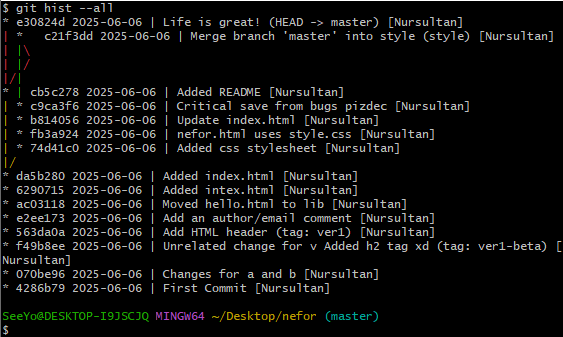 $ git hist --all
* e30824d 2025-06-06 | Life is great! (HEAD -> master) [Nursultan]
| *   c21f3dd 2025-06-06 | Merge branch 'master' into style (style) [Nursultan]
| |\
| |/
|/|
* | cb5c278 2025-06-06 | Added README [Nursultan]
| * c9ca3f6 2025-06-06 | Critical save from bugs pizdec [Nursultan]
| * b814056 2025-06-06 | Update index.html [Nursultan]
| * fb3a924 2025-06-06 | nefor.html uses style.css [Nursultan]
| * 74d41c0 2025-06-06 | Added css stylesheet [Nursultan]
|/
* da5b280 2025-06-06 | Added index.html [Nursultan]
* 6290715 2025-06-06 | Added intex.html [Nursultan]
* ac03118 2025-06-06 | Moved hello.html to lib [Nursultan]
* e2ee173 2025-06-06 | Add an author/email comment [Nursultan]
* 563da0a 2025-06-06 | Add HTML header (tag: ver1) [Nursultan]
* f49b8ee 2025-06-06 | Unrelated change for v Added h2 tag xd (tag: ver1-beta) [
Nursultan]
* 070be96 2025-06-06 | Changes for a and b [Nursultan]
* 4286b79 2025-06-06 | First Commit [Nursultan]
SeeYo@DESKTOP-I9JSCJQ MINGW64 ~/Desktop/nefor (master)
$